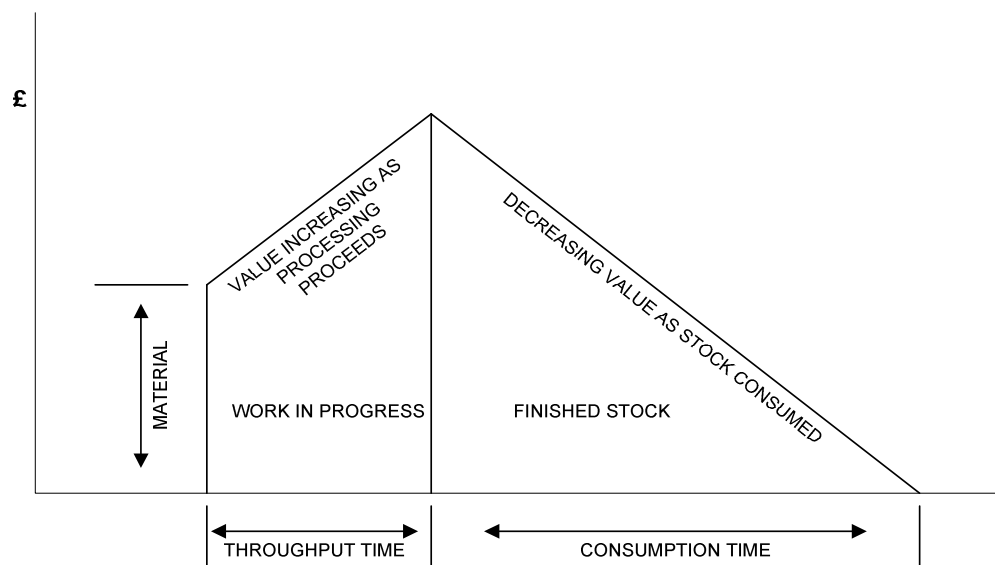 £
VALUE INCREASING AS
PROCESSING
PROCEEDS
DECREASING VALUE AS STOCK CONSUMED
MATERIAL
WORK IN PROGRESS
FINISHED STOCK
THROUGHPUT TIME
CONSUMPTION TIME